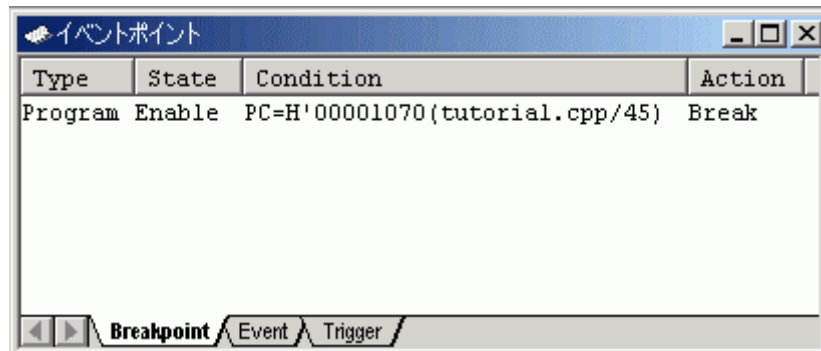 イベントポイント
Type State Condition Action
Program Enable PC=H'00001070(tutorial.cpp/45) Break
Breakpoint Event Trigger